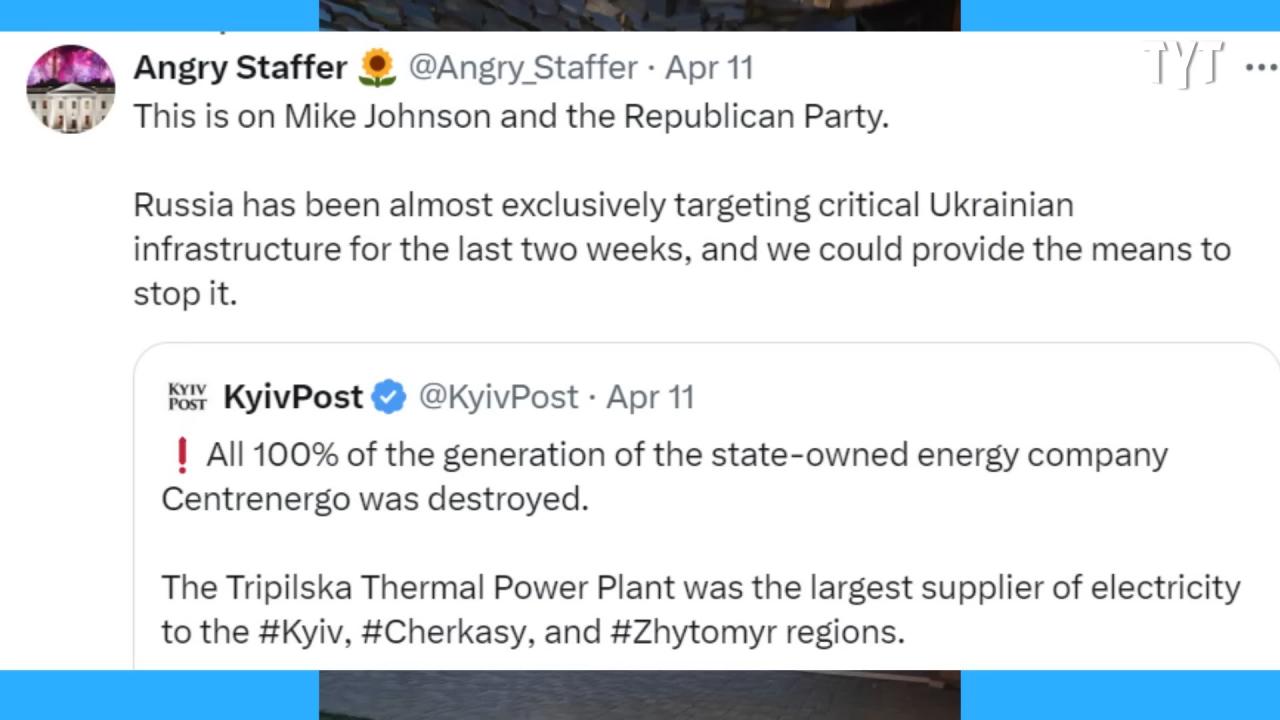 Angry Staffer 🌻 @Angry_Staffer · Apr 11
TYT
This is on Mike Johnson and the Republican Party.
Russia has been almost exclusively targeting critical Ukrainian
infrastructure for the last two weeks, and we could provide the means to
stop it.
KYIV
POST
KyivPost @KyivPost · Apr 11
❗ All 100% of the generation of the state-owned energy company
Centrenergo was destroyed.
The Tripilska Thermal Power Plant was the largest supplier of electricity
to the #Kyiv, #Cherkasy, and #Zhytomyr regions.